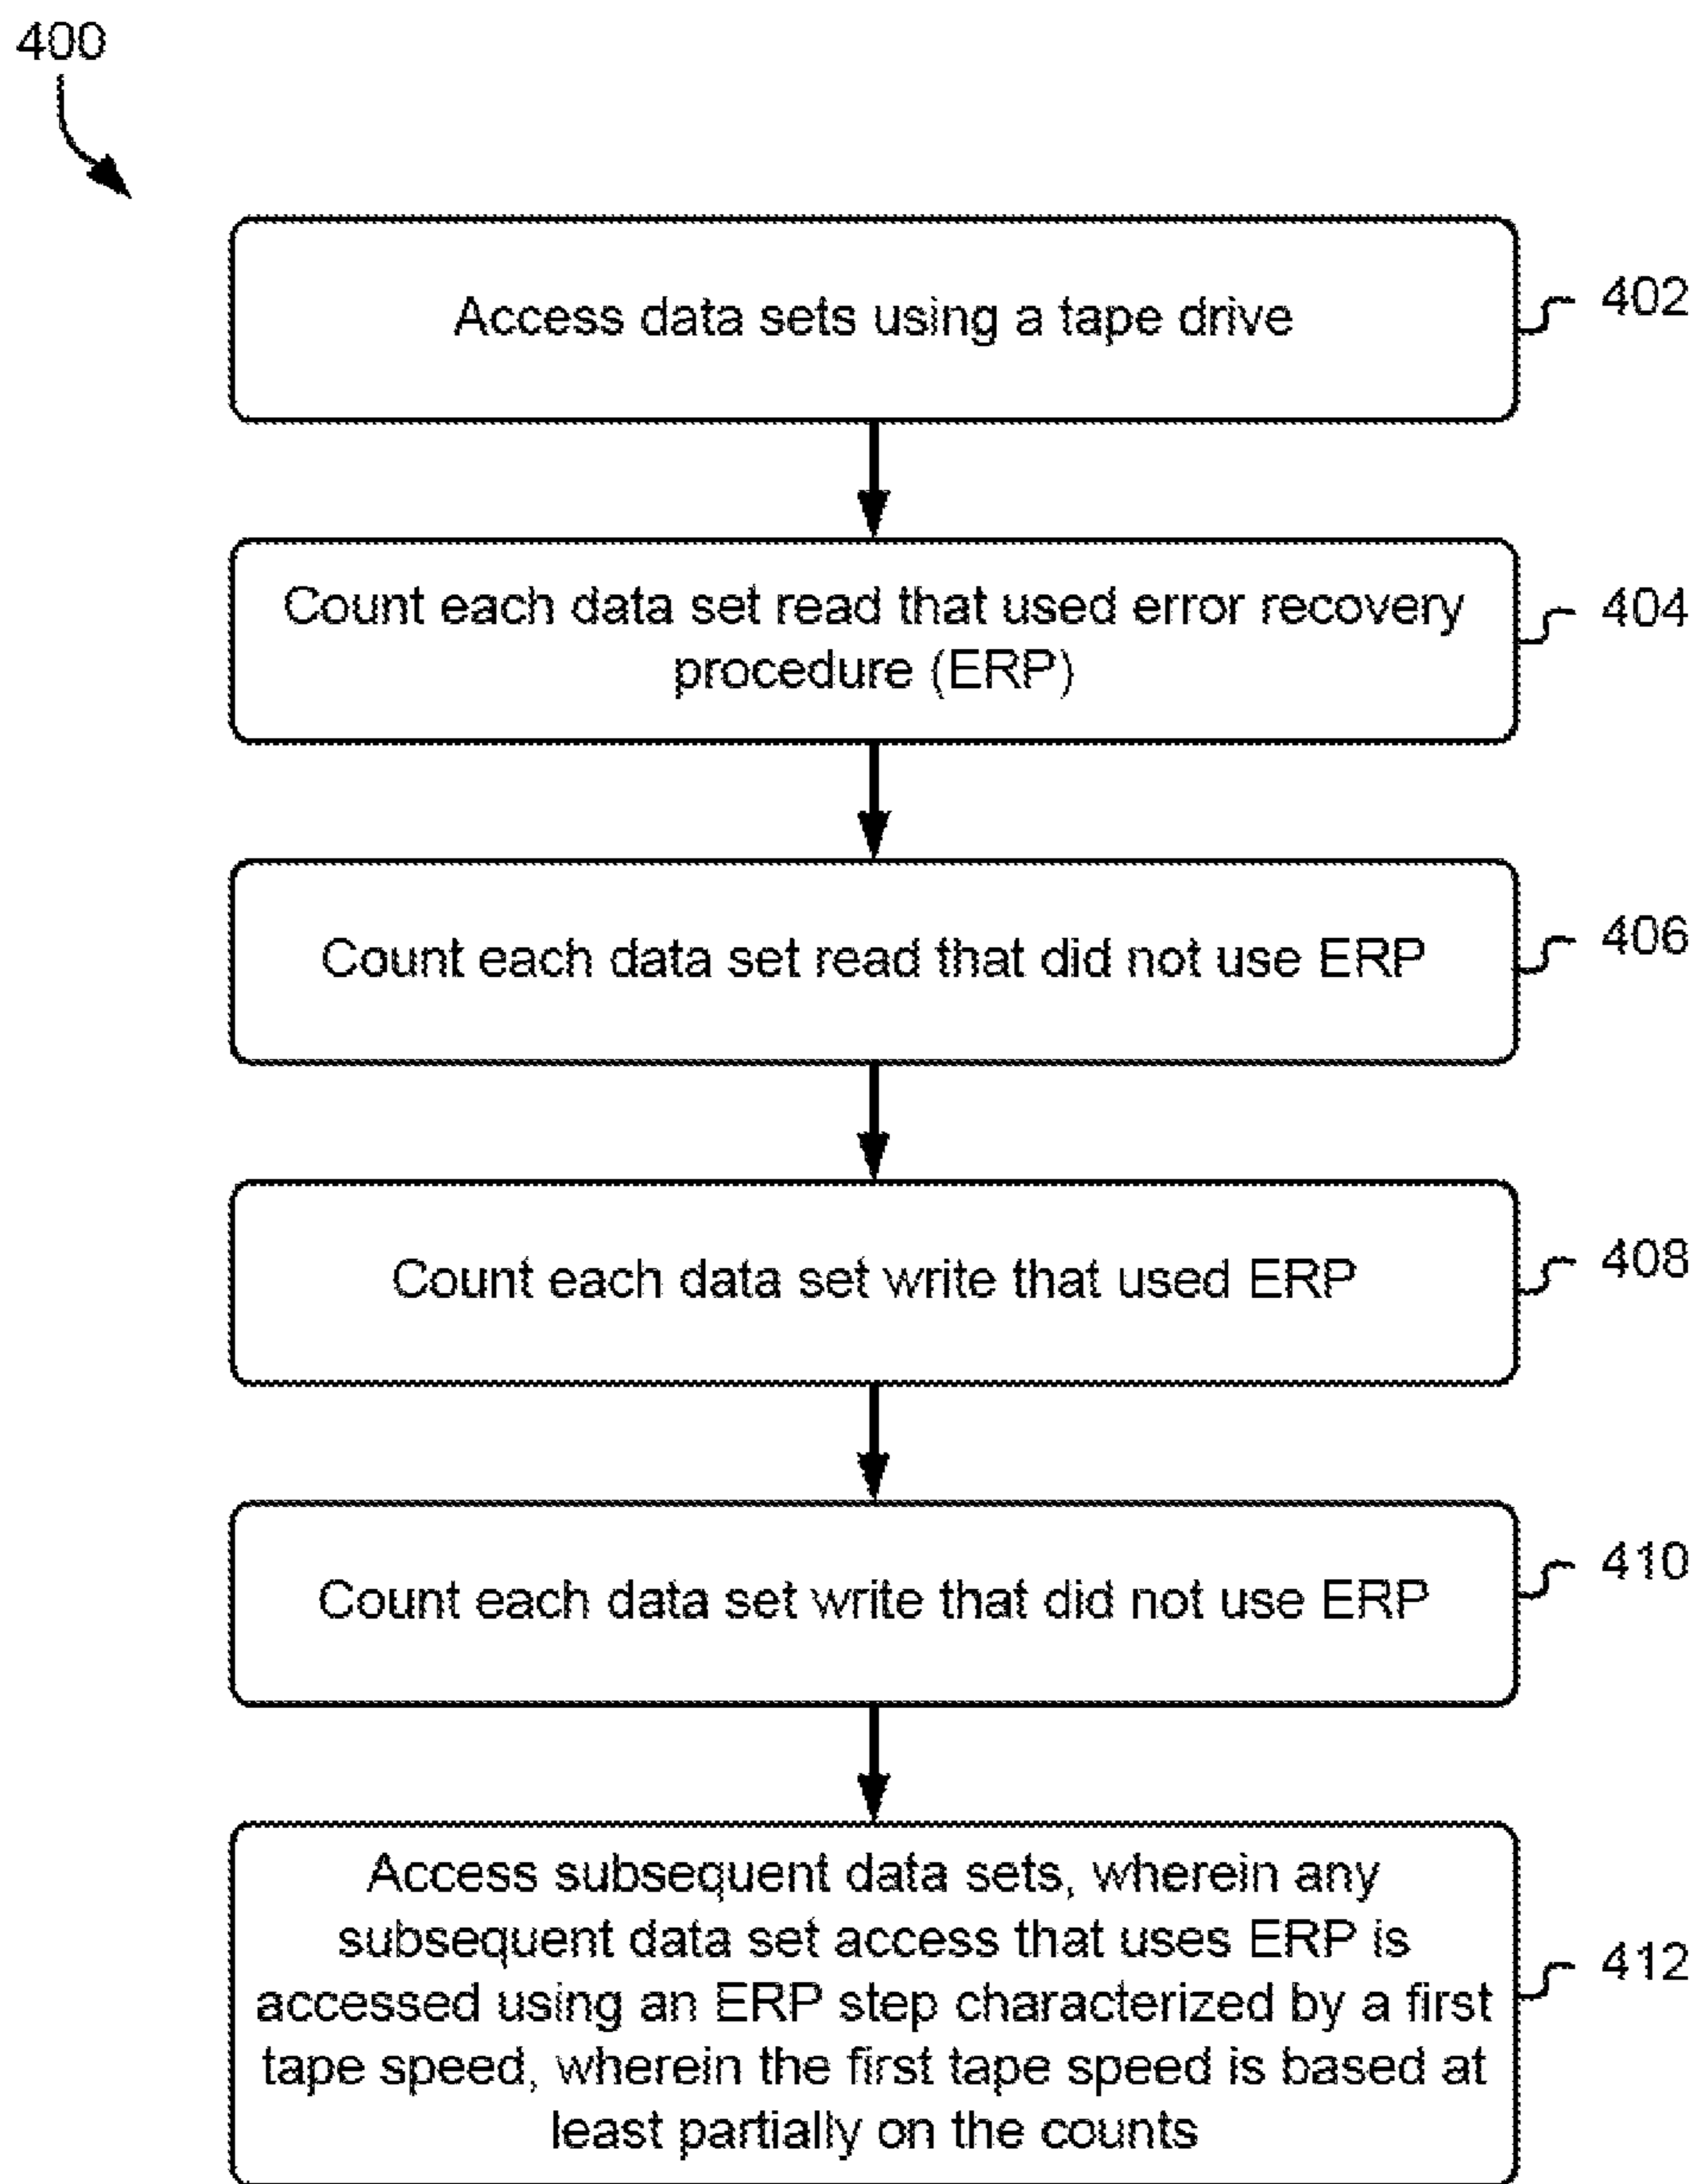 400
Access data sets using a tape drive
402
Count each data set read that used error recovery
procedure (ERP)
404
Count each data set read that did not use ERP
406
Count each data set write that used ERP
408
Count each data set write that did not use ERP
410
Access subsequent data sets, wherein any
subsequent data set access that uses ERP is
accessed using an ERP step characterized by a first
tape speed, wherein the first tape speed is based at
least partially on the counts
412